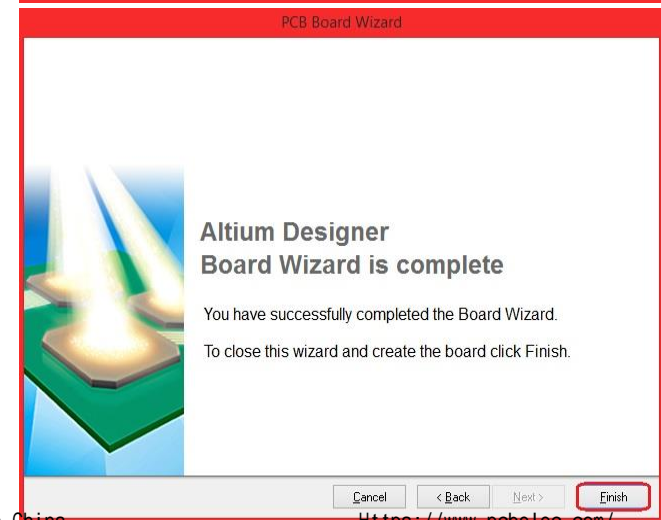 PCB Board Wizard
Altium Designer
Board Wizard is complete
You have successfully completed the Board Wizard.
To close this wizard and create the board click Finish.
Cancel
< Back
Next >
Finish